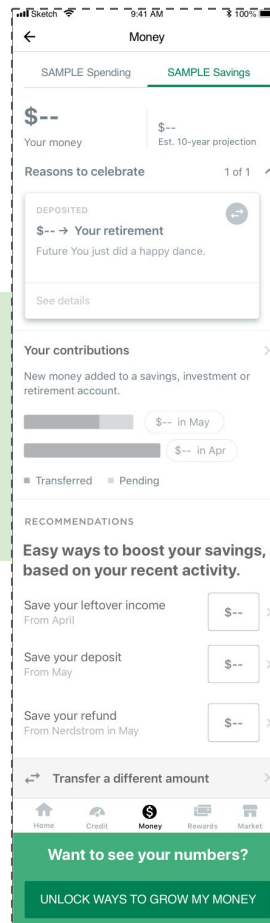 Sketch 9:41 AM 100%
Money
SAMPLE Spending SAMPLE Savings
$--
Your money
$--
Est. 10-year projection
Reasons to celebrate 1 of 1
DEPOSITED
$-- → Your retirement
Future You just did a happy dance.
See details
Your contributions
New money added to a savings, investment or
retirement account.
$-- in May
$-- in Apr
Transferred Pending
RECOMMENDATIONS
Easy ways to boost your savings,
based on your recent activity.
Save your leftover income
From April
$--
Save your deposit
From May
$--
Save your refund
From Nerdstrom in May
$--
Transfer a different amount
Home Credit Money Rewards Market
Want to see your numbers?
UNLOCK WAYS TO GROW MY MONEY